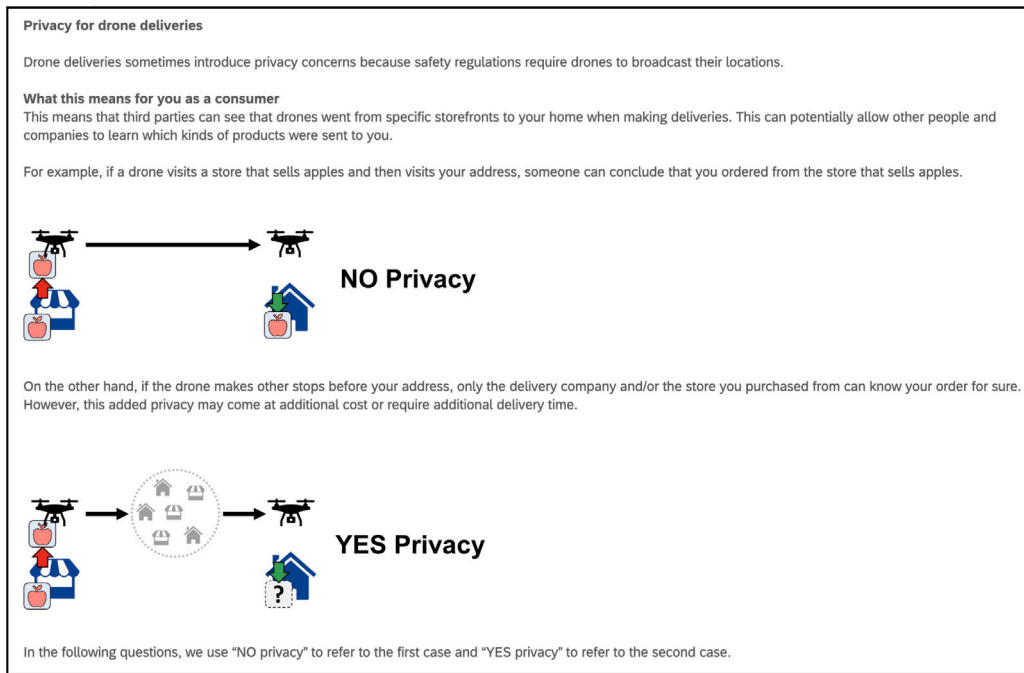 Privacy for drone deliveries
Drone deliveries sometimes introduce privacy concerns because safety regulations require drones to broadcast their locations.
What this means for you as a consumer
This means that third parties can see that drones went from specific storefronts to your home when making deliveries. This can potentially allow other people and
companies to learn which kinds of products were sent to you.
For example, if a drone visits a store that sells apples and then visits your address, someone can conclude that you ordered from the store that sells apples.
NO Privacy
On the other hand, if the drone makes other stops before your address, only the delivery company and/or the store you purchased from can know your order for sure.
However, this added privacy may come at additional cost or require additional delivery time.
YES Privacy
?
In the following questions, we use “NO privacy” to refer to the first case and “YES privacy” to refer to the second case.